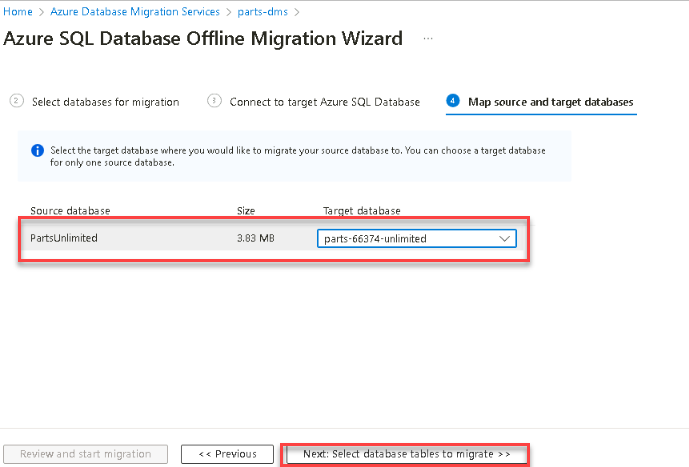 Home > Azure Database Migration Services > parts-dms >
Azure SQL Database Offline Migration Wizard ...
2 Select databases for migration 3 Connect to target Azure SQL Database 4 Map source and target databases
Select the target database where you would like to migrate your source database to. You can choose a target database
for only one source database.
Source database Size Target database
PartsUnlimited 3.83 MB parts-66374-unlimited
Review and start migration << Previous Next: Select database tables to migrate >>